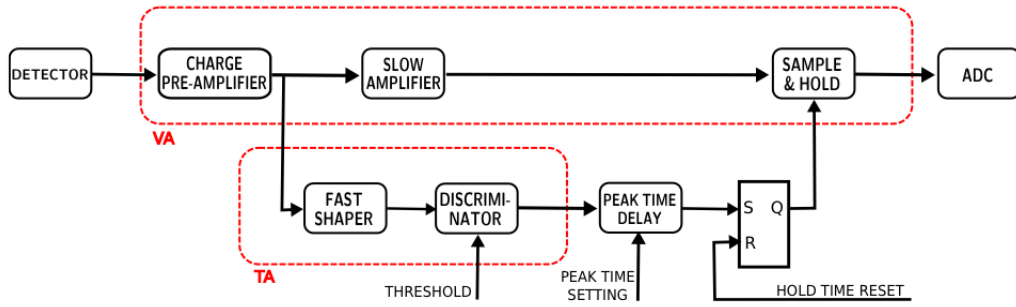 DETECTOR
CHARGE
PRE-AMPLIFIER
SLOW
AMPLIFIER
SAMPLE
& HOLD
ADC
VA
FAST
SHAPER
DISCRIMI-
NATOR
PEAK TIME
DELAY
S Q
R
TA
THRESHOLD
PEAK TIME
SETTING
HOLD TIME RESET